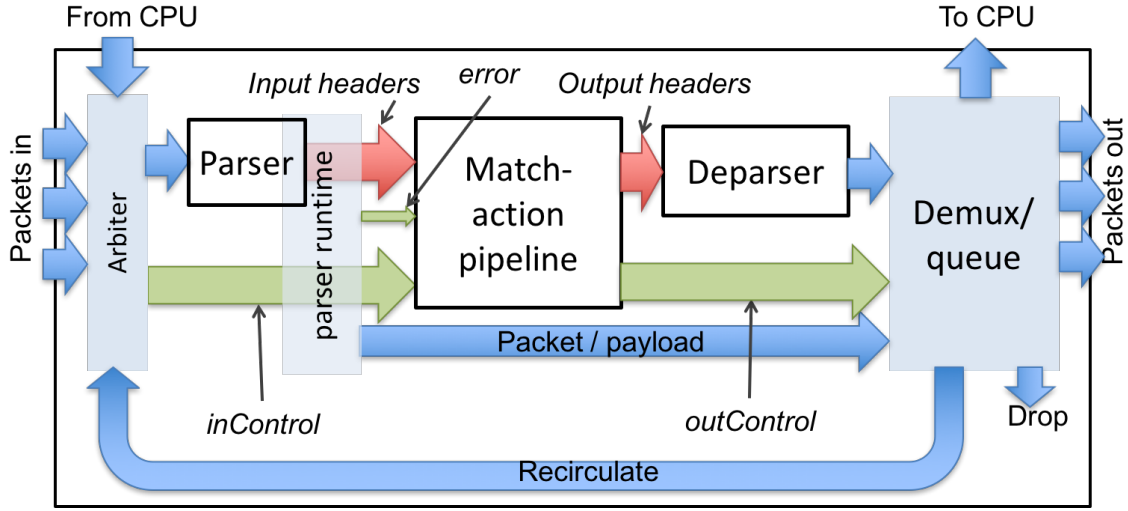 From CPU
To CPU
Input headers
error
Output headers
Packets in
Arbiter
Parser
parser runtime
Match-
action
pipeline
Deparser
Demux/
queue
Packets out
Packet / payload
inControl
outControl
Drop
Recirculate